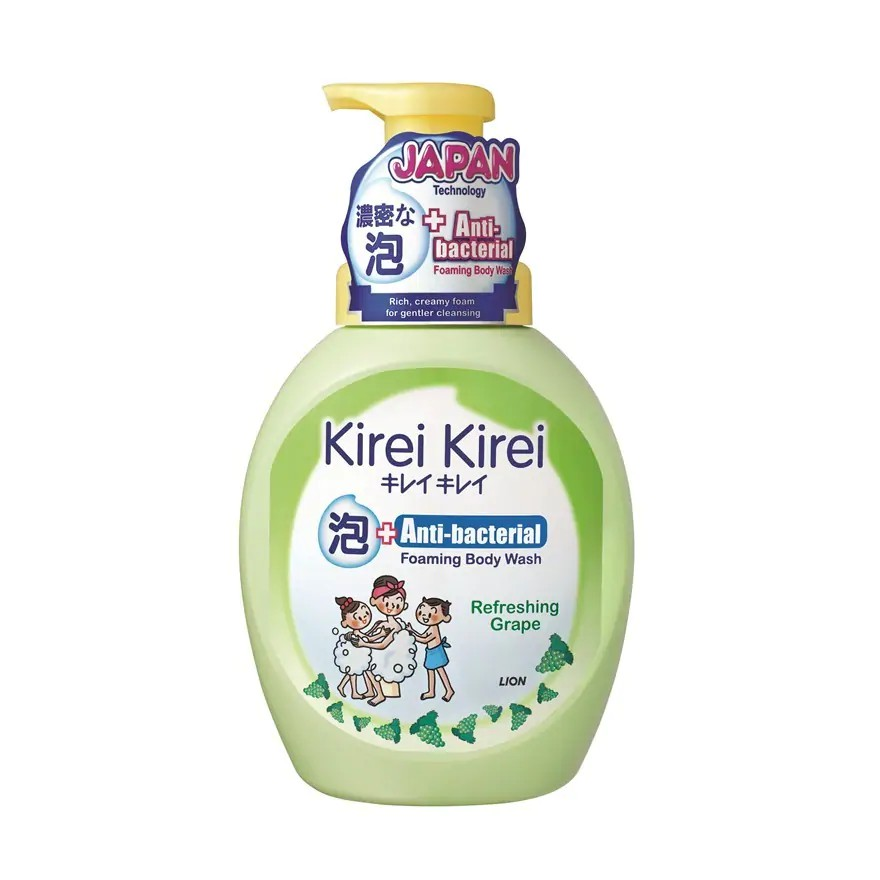 JAPAN
Technology
濃密な
泡
+ Anti-
bacterial
Foaming Body Wash
Rich, creamy foam
for gentler cleansing
Kirei Kirei
キレイキレイ
泡 + Anti-bacterial
Foaming Body Wash
Refreshing
Grape
LION